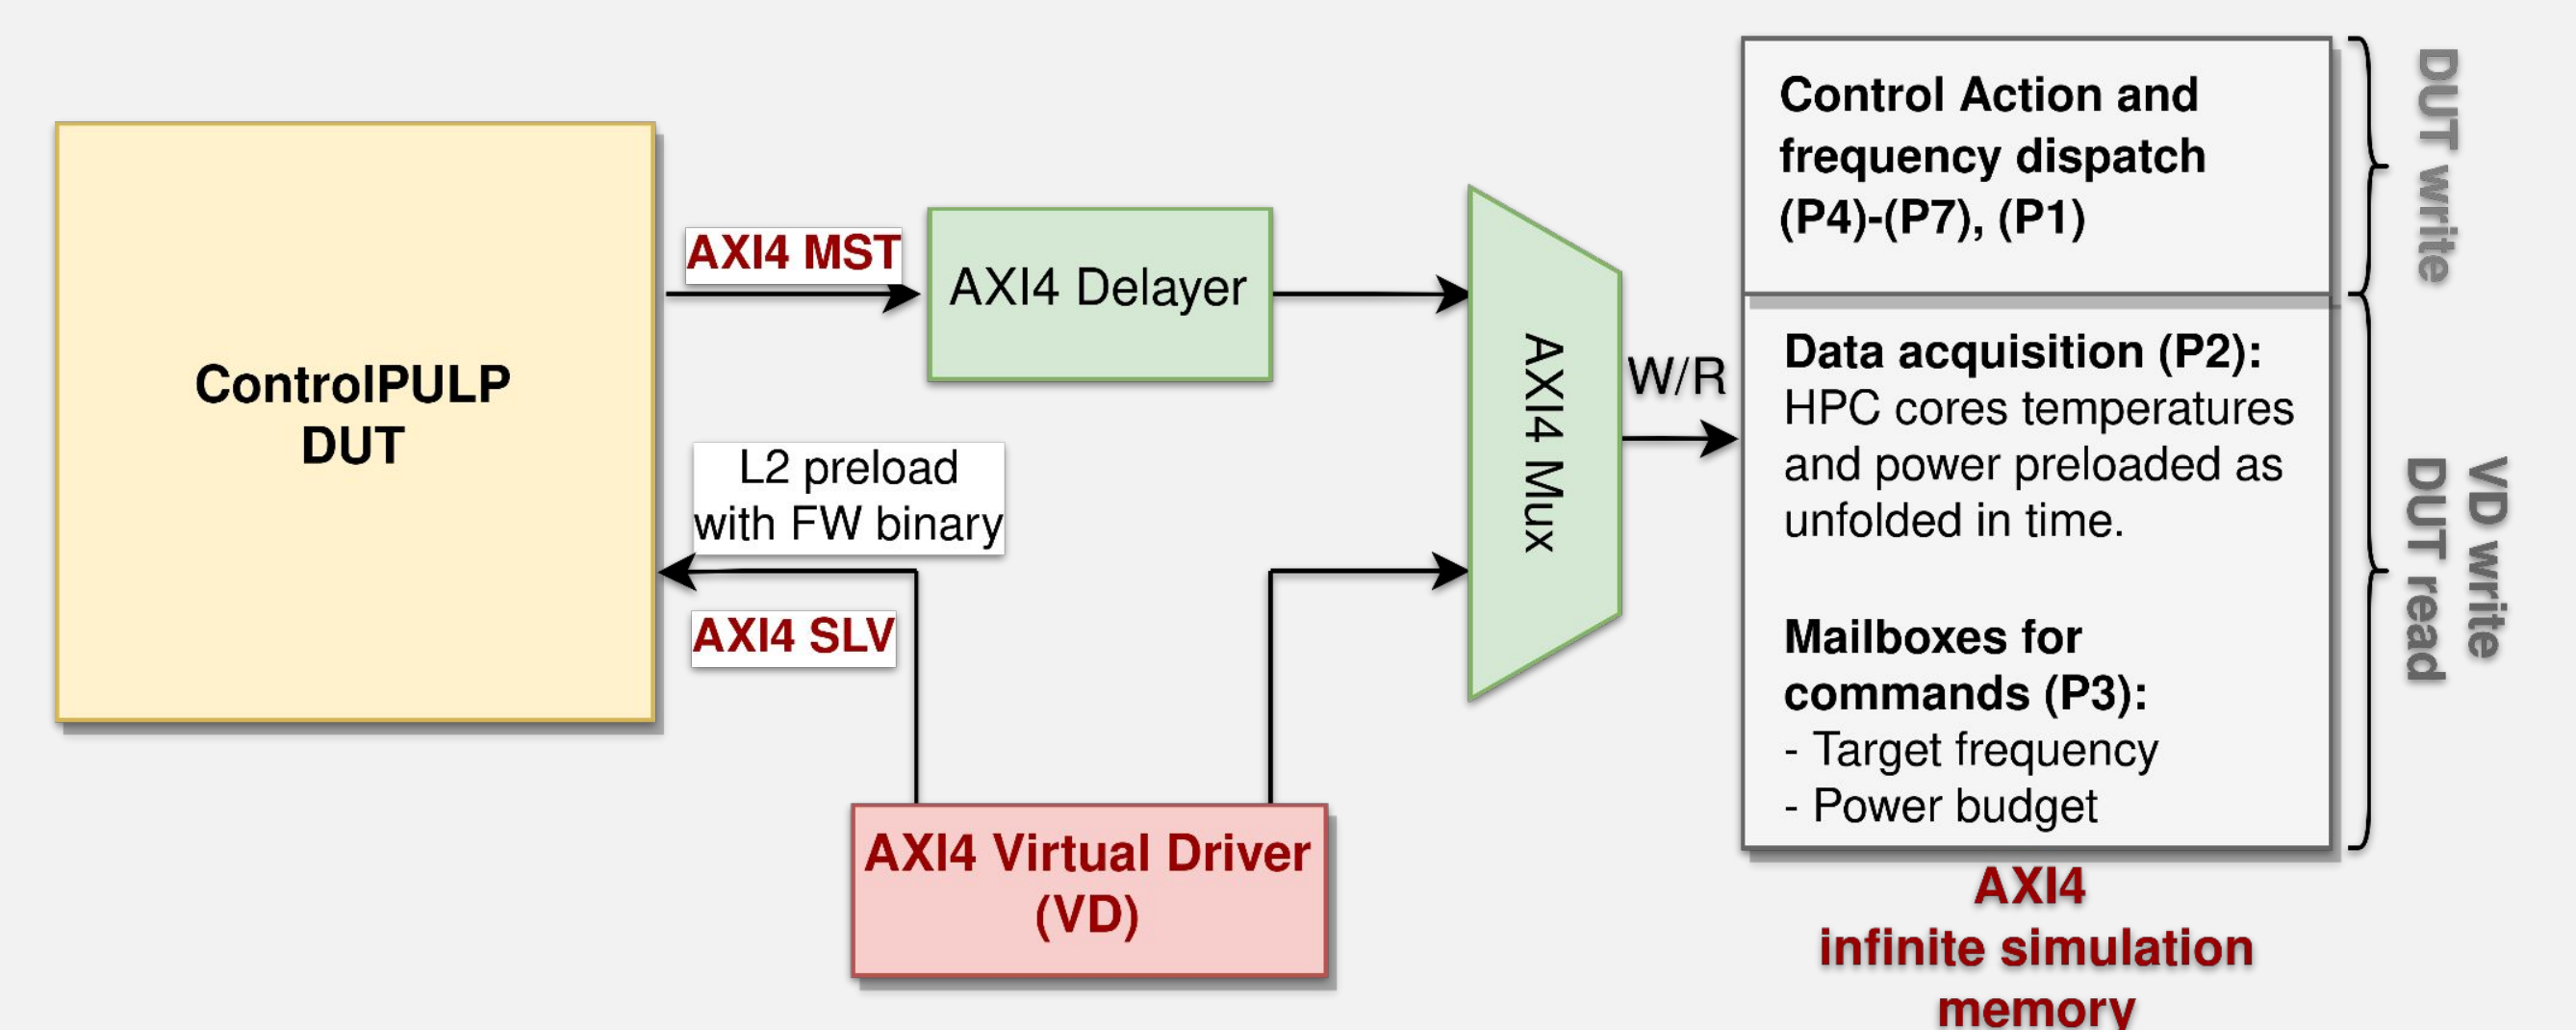 ControlPULP
DUT
AXI4 MST
AXI4 Delayer
L2 preload
with FW binary
AXI4 SLV
AXI4 Virtual Driver
(VD)
AXI4 Mux
W/R
Control Action and
frequency dispatch
(P4)-(P7), (P1)
Data acquisition (P2):
HPC cores temperatures
and power preloaded as
unfolded in time.
Mailboxes for
commands (P3):
- Target frequency
- Power budget
AXI4
infinite simulation
memory
DUT write
VD write
DUT read